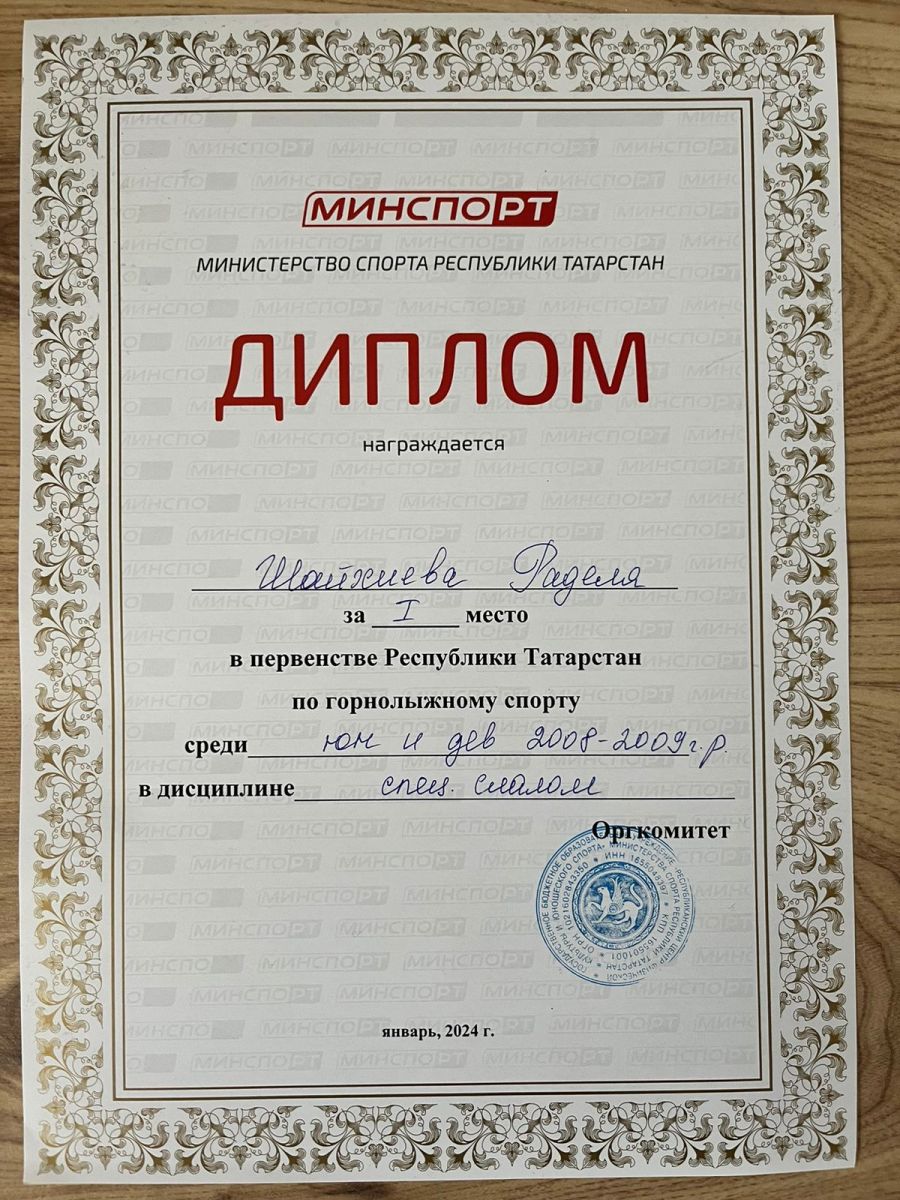 МИНСПОРТ
МИНИСТЕРСТВО СПОРТА РЕСПУБЛИКИ ТАТАРСТАН
ДИПЛОМ
награждается
Шайхиева Раделя
за I место
в первенстве Республики Татарстан
по горнолыжному спорту
среди юн и дев 2008-2009г.р.
в дисциплине спец. слалом
Оргкомитет
январь, 2024 г.